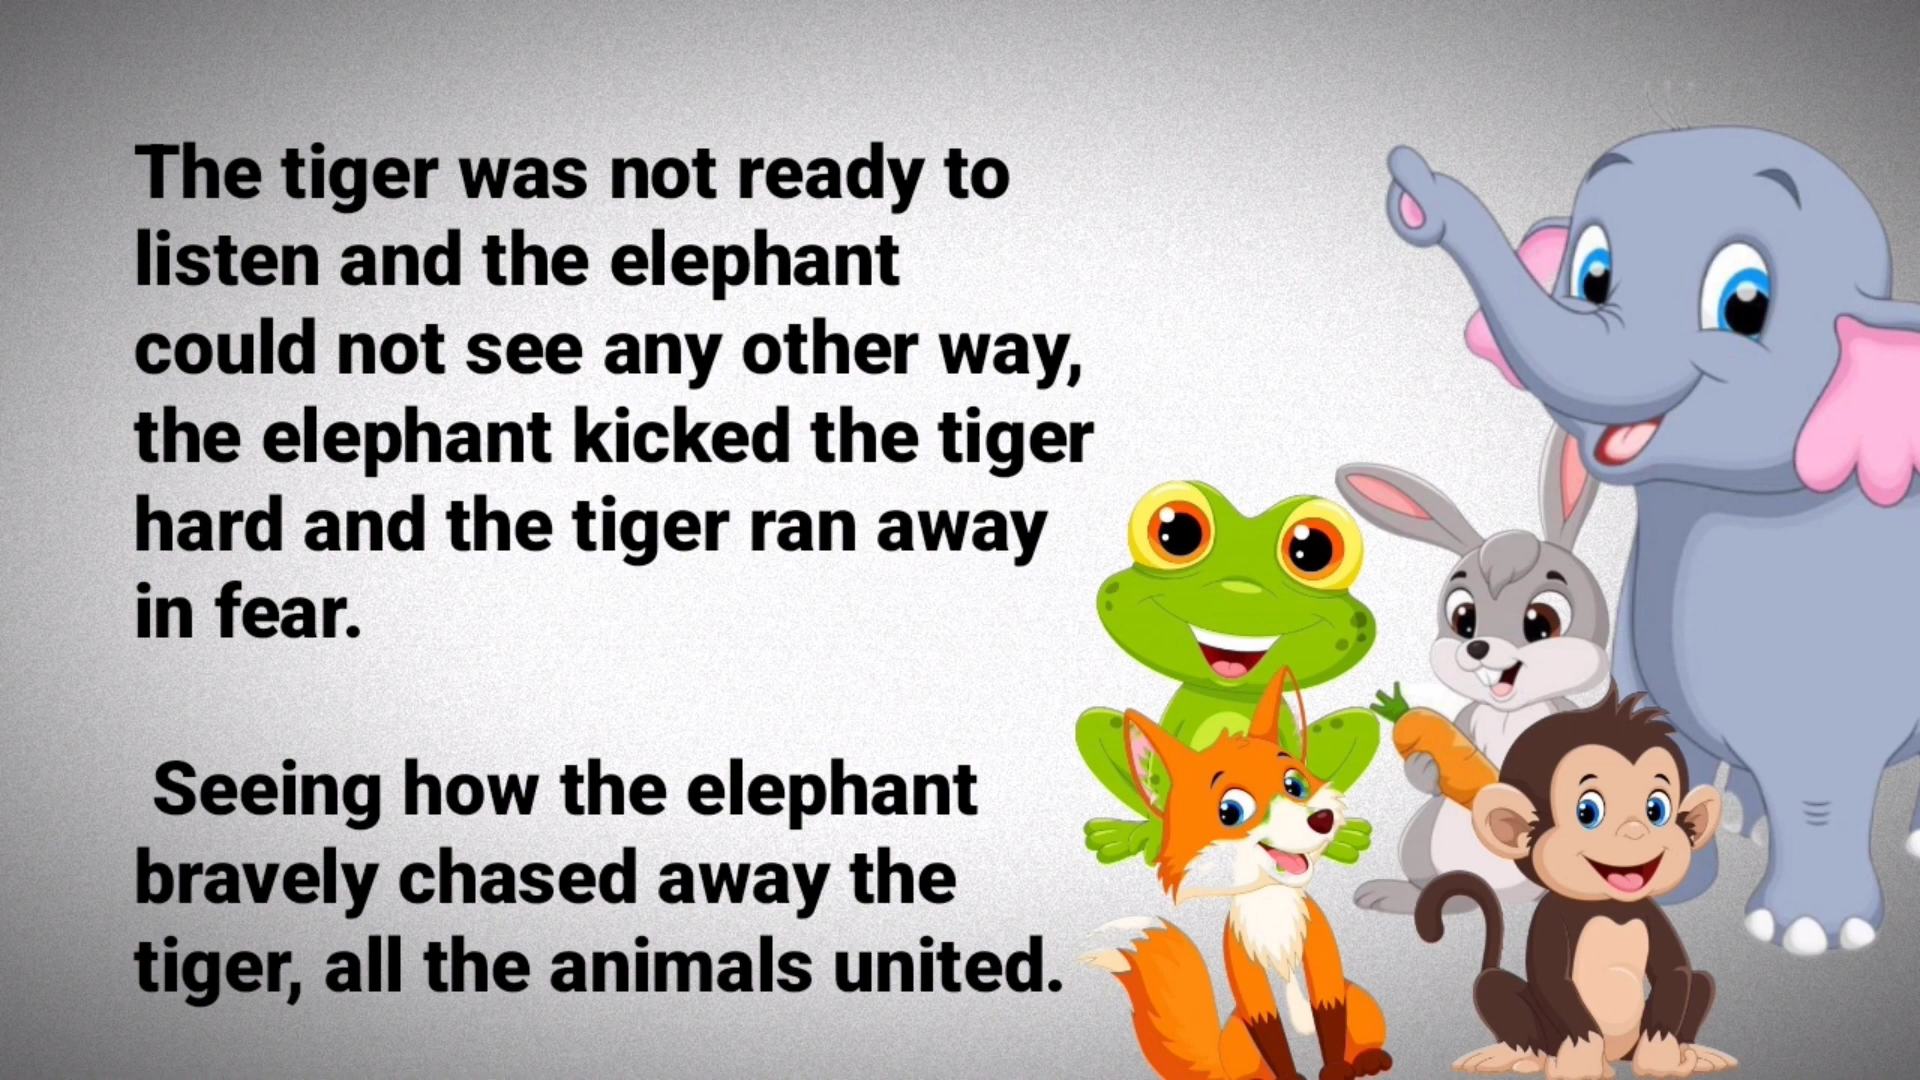 The tiger was not ready to
listen and the elephant
could not see any other way,
the elephant kicked the tiger
hard and the tiger ran away
in fear.
Seeing how the elephant
bravely chased away the
tiger, all the animals united.